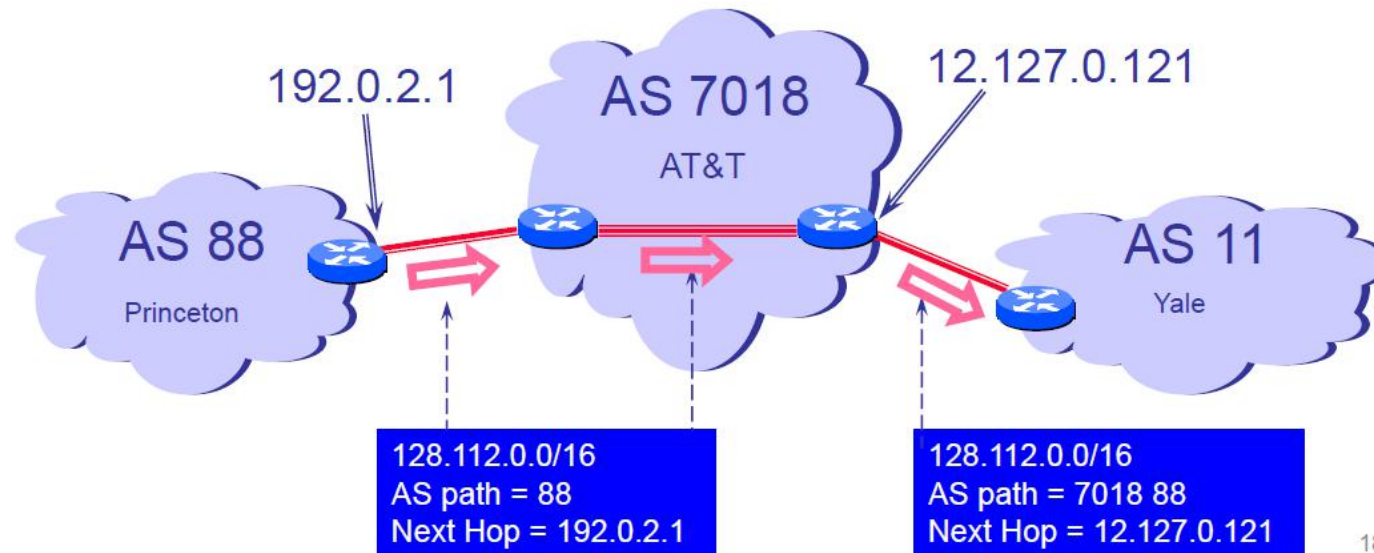 192.0.2.1
AS 7018
AT&T
12.127.0.121
AS 88
Princeton
AS 11
Yale
128.112.0.0/16
AS path = 88
Next Hop = 192.0.2.1
128.112.0.0/16
AS path = 7018 88
Next Hop = 12.127.0.121